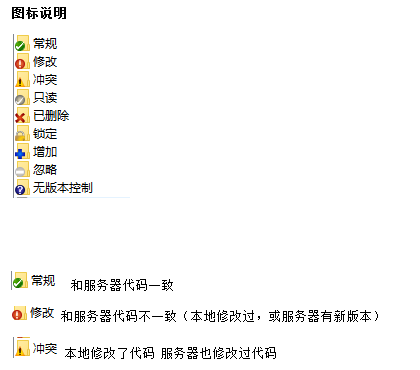 图标说明
常规
修改
冲突
只读
已删除
锁定
增加
忽略
无版本控制
常规 和服务器代码一致
修改 和服务器代码不一致（本地修改过，或服务器有新版本）
冲突 本地修改了代码 服务器也修改过代码